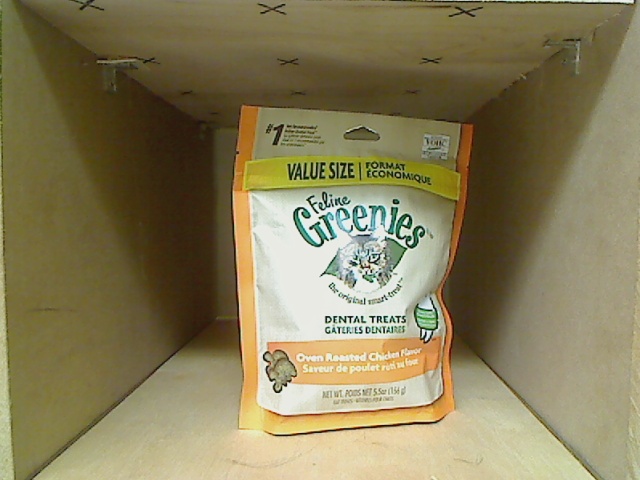 #1
VALUE SIZE | FORMAT ÉCONOMIQUE
Feline
Greenies
the original smart-treat
DENTAL TREATS
GÂTERIES DENTAIRES
Oven Roasted Chicken Flavor
Saveur de poulet rôti au four
NET WT. POIDS NET 5.5oz (156 g)